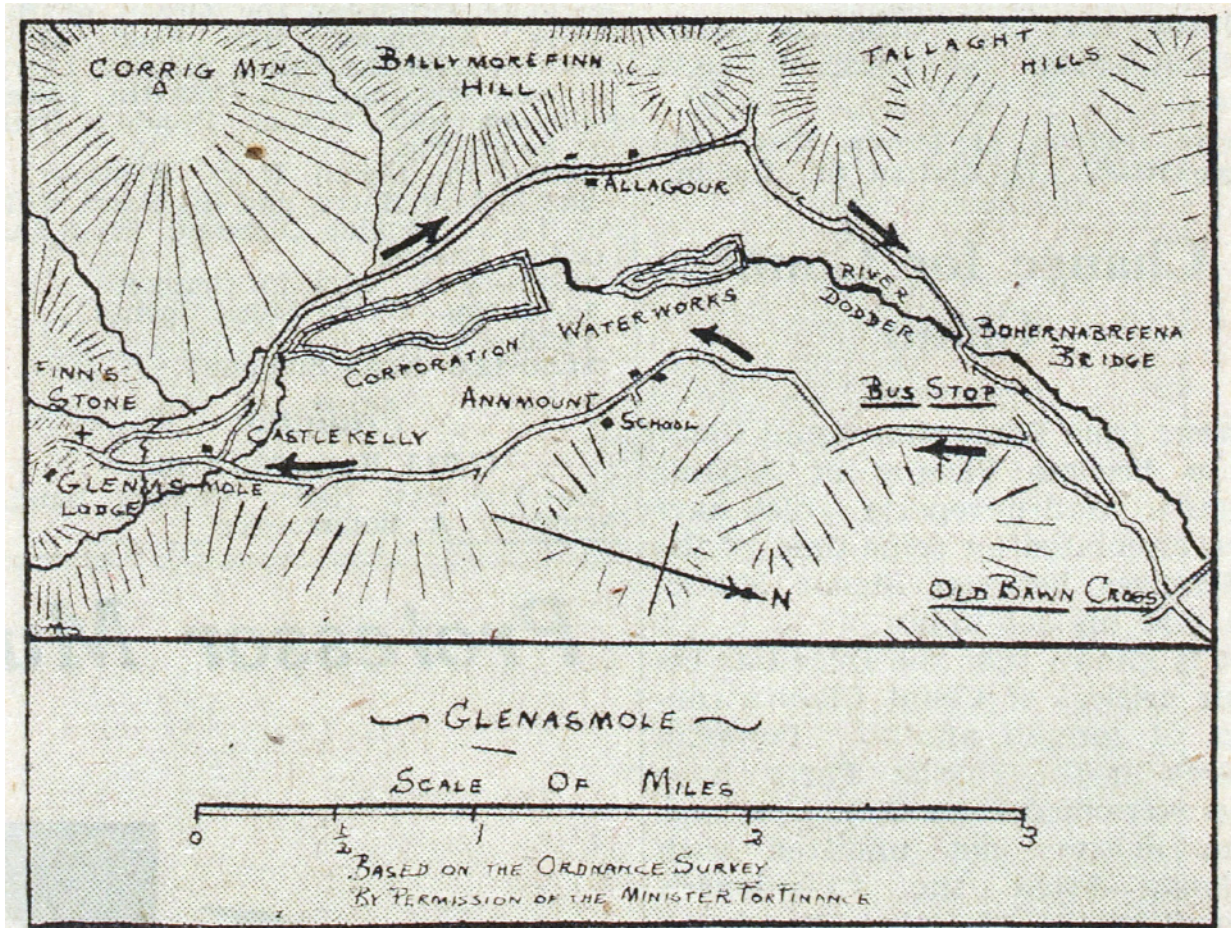 CORRIG MTN
BALLYMOREFINN
HILL
TALLAGHT
HILLS
ALLAGOUR
RIVER
DODDER
WATERWORKS
CORPORATION
BOHERNABREENA
BRIDGE
FINN'S
STONE
ANNMOUNT
BUS STOP
SCHOOL
CASTLEKELLY
GLENASMOLE
LODGE
N
OLD BAWN CROSS
GLENASMOLE
SCALE OF MILES
0 1/2 1 2 3
BASED ON THE ORDNANCE SURVEY
BY PERMISSION OF THE MINISTER FOR FINANCE